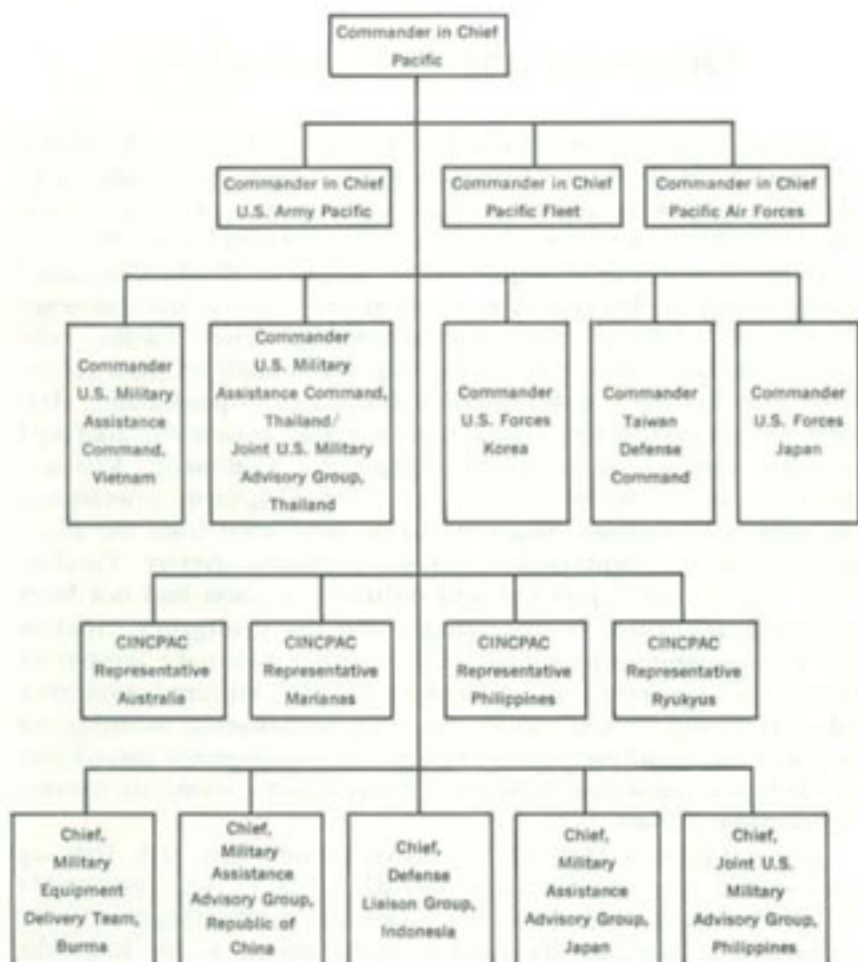 Commander in Chief
Pacific
Commander in Chief
U.S. Army Pacific
Commander in Chief
Pacific Fleet
Commander in Chief
Pacific Air Forces
Commander
U.S. Military
Assistance
Command,
Vietnam
Commander
U.S. Military
Assistance Command,
Thailand/
Joint U.S. Military
Advisory Group,
Thailand
Commander
U.S. Forces
Korea
Commander
Taiwan
Defense
Command
Commander
U.S. Forces
Japan
CINCPAC
Representative
Australia
CINCPAC
Representative
Marianas
CINCPAC
Representative
Philippines
CINCPAC
Representative
Ryukyus
Chief,
Military
Equipment
Delivery Team,
Burma
Chief,
Military
Assistance
Advisory Group,
Republic of
China
Chief,
Defense
Liaison Group,
Indonesia
Chief,
Military
Assistance
Advisory Group,
Japan
Chief,
Joint U.S.
Military
Advisory Group,
Philippines